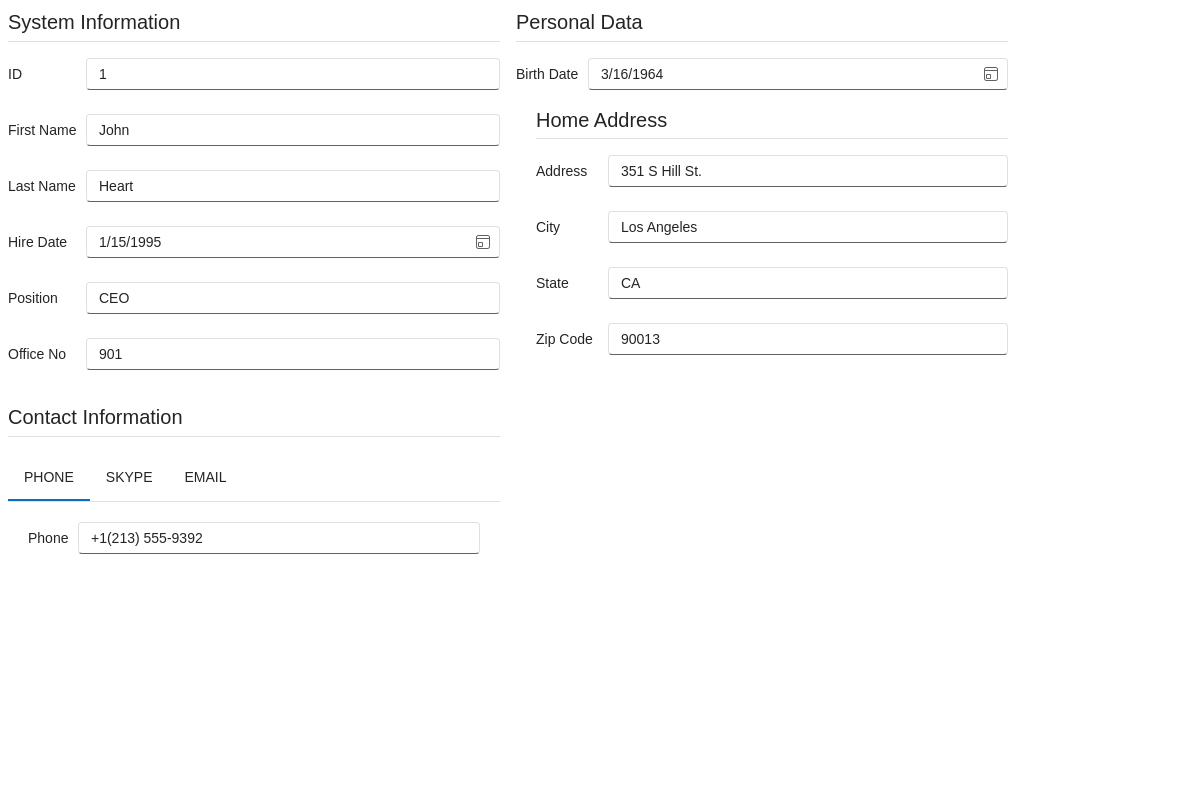 System Information
ID 1
First Name John
Last Name Heart
Hire Date 1/15/1995
Position CEO
Office No 901
Contact Information
PHONE SKYPE EMAIL
Phone +1(213) 555-9392
Personal Data
Birth Date 3/16/1964
Home Address
Address 351 S Hill St.
City Los Angeles
State CA
Zip Code 90013